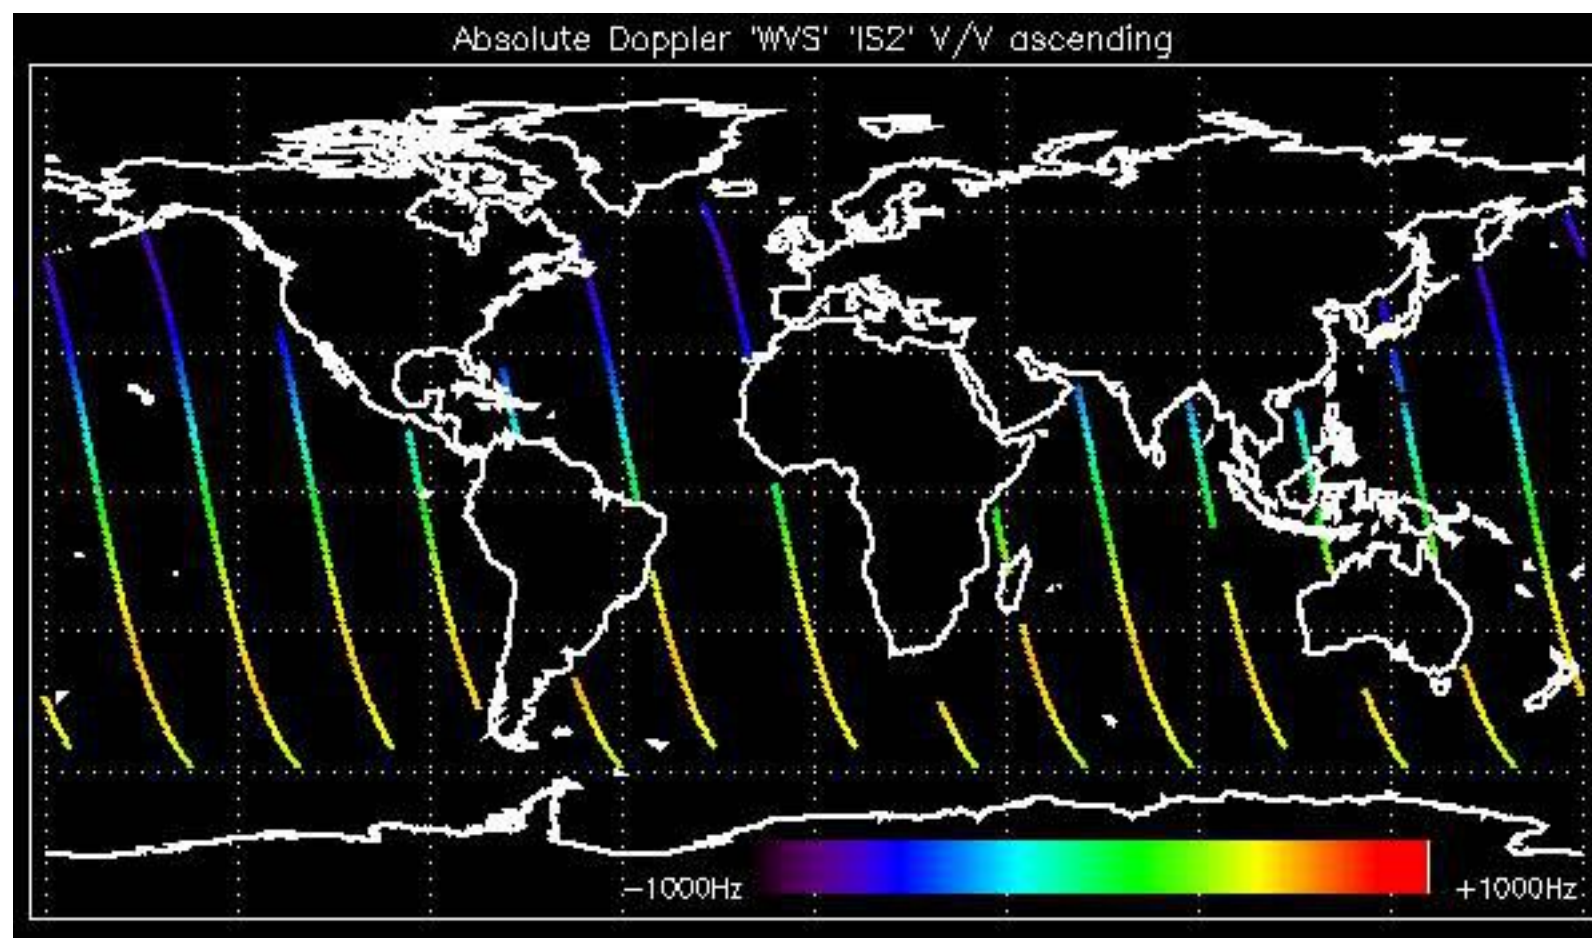 Absolute Doppler 'WVS' 'IS2' V/V ascending
-1000Hz +1000Hz